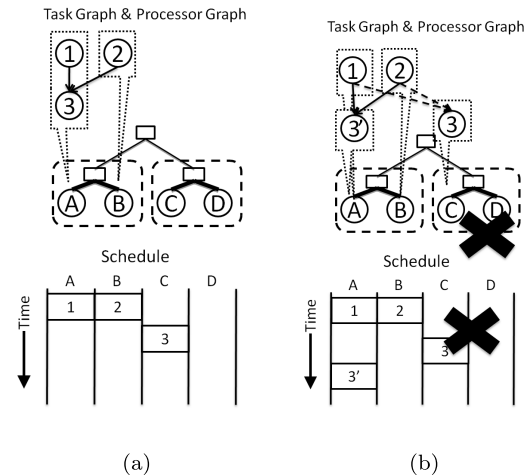 Task Graph & Processor Graph
1 2
3
A B C D
Schedule
A B C D
Time
1 2
3
(a)
Task Graph & Processor Graph
1 2
3' 3
A B C D
Schedule
A B C D
Time
1 2
3
3'
(b)